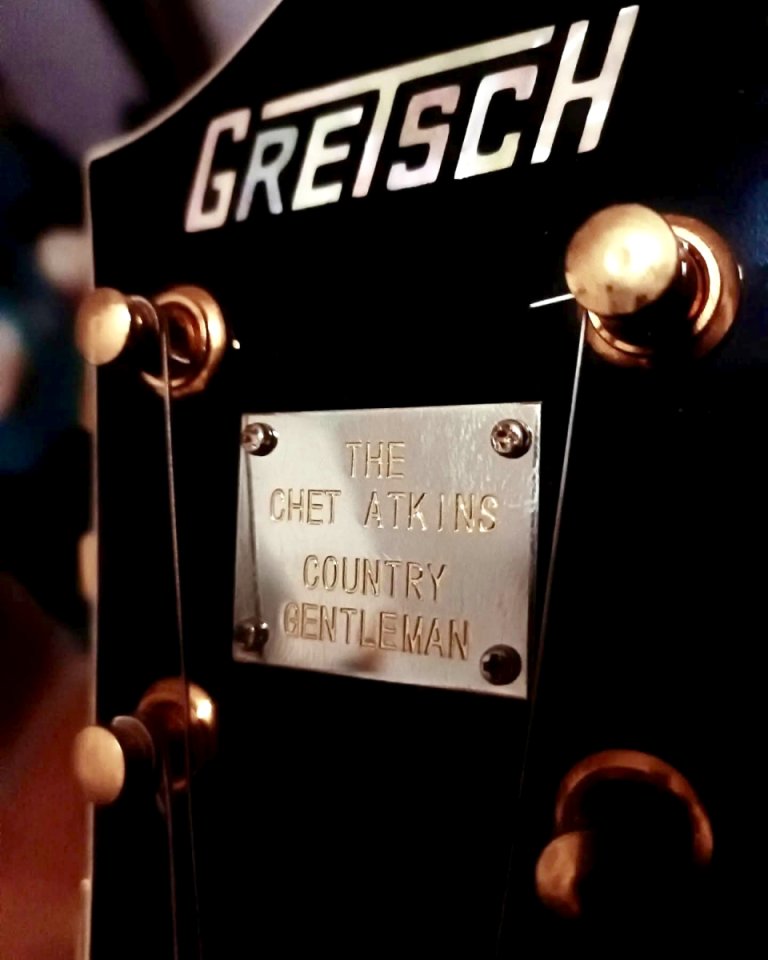 GRETSCH
THE
CHET ATKINS
COUNTRY
GENTLEMAN